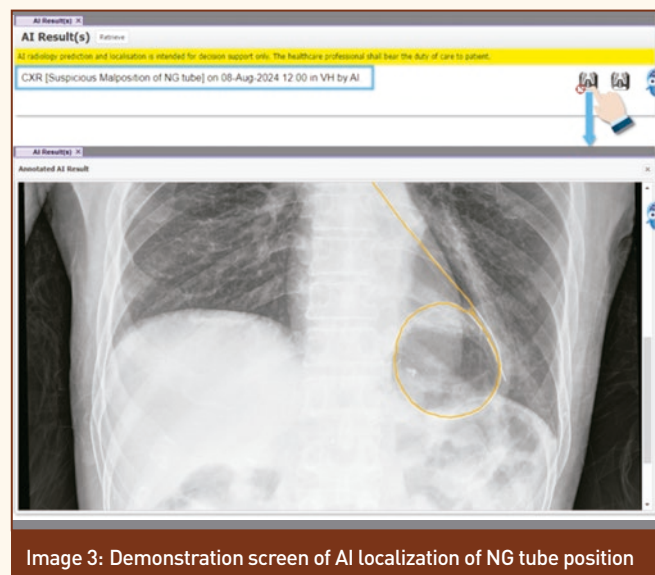 AI Result(s) ×
AI Result(s) Retrieve
AI radiology prediction and localisation is intended for decision support only. The healthcare professional shall bear the duty of care to patient.
CXR [Suspicious Malposition of NG tube] on 08-Aug-2024 12:00 in VH by AI
AI Result(s) ×
Annotated AI Result
Image 3: Demonstration screen of AI localization of NG tube position